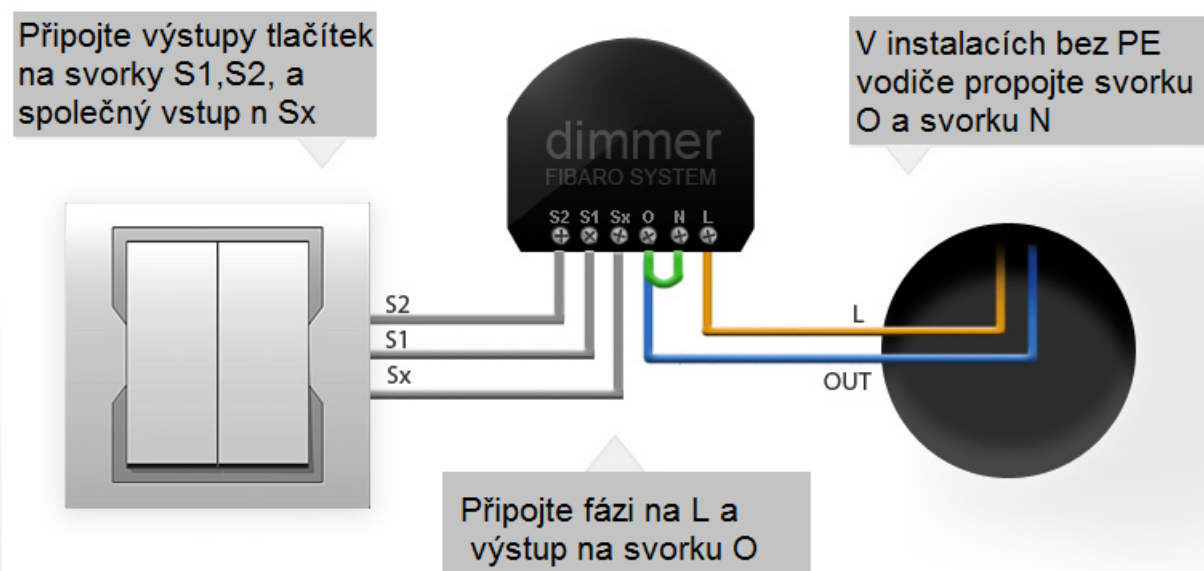 Připojte výstupy tlačítek
na svorky S1,S2, a
společný vstup n Sx
V instalacích bez PE
vodiče propojte svorku
O a svorku N
dimmer
FIBARO SYSTEM
S2 S1 Sx O N L
S2
S1
Sx
L
OUT
Připojte fázi na L a
výstup na svorku O